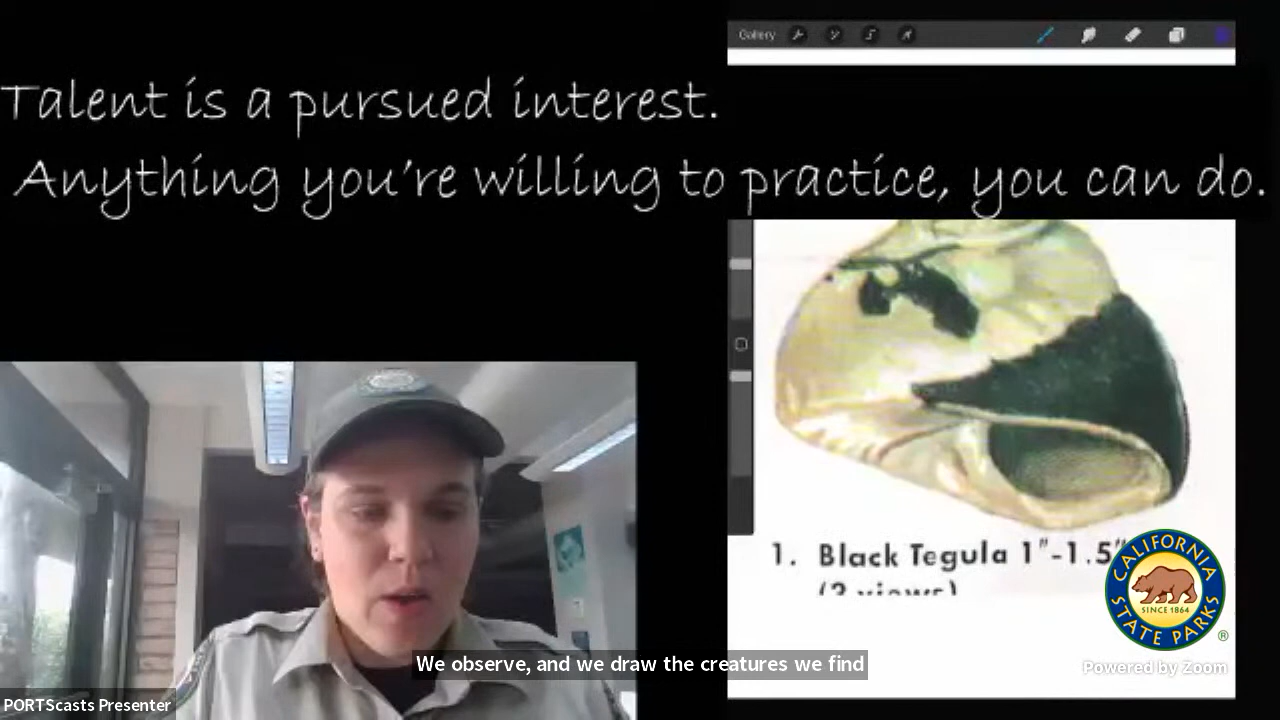 Gallery
Talent is a pursued interest.
Anything you're willing to practice, you can do.
1. Black Tegula 1"-1.5"
(2 views)
CALIFORNIA
SINCE 1864
STATE PARKS
®
We observe, and we draw the creatures we find
Powered by Zoom
PORTScasts Presenter